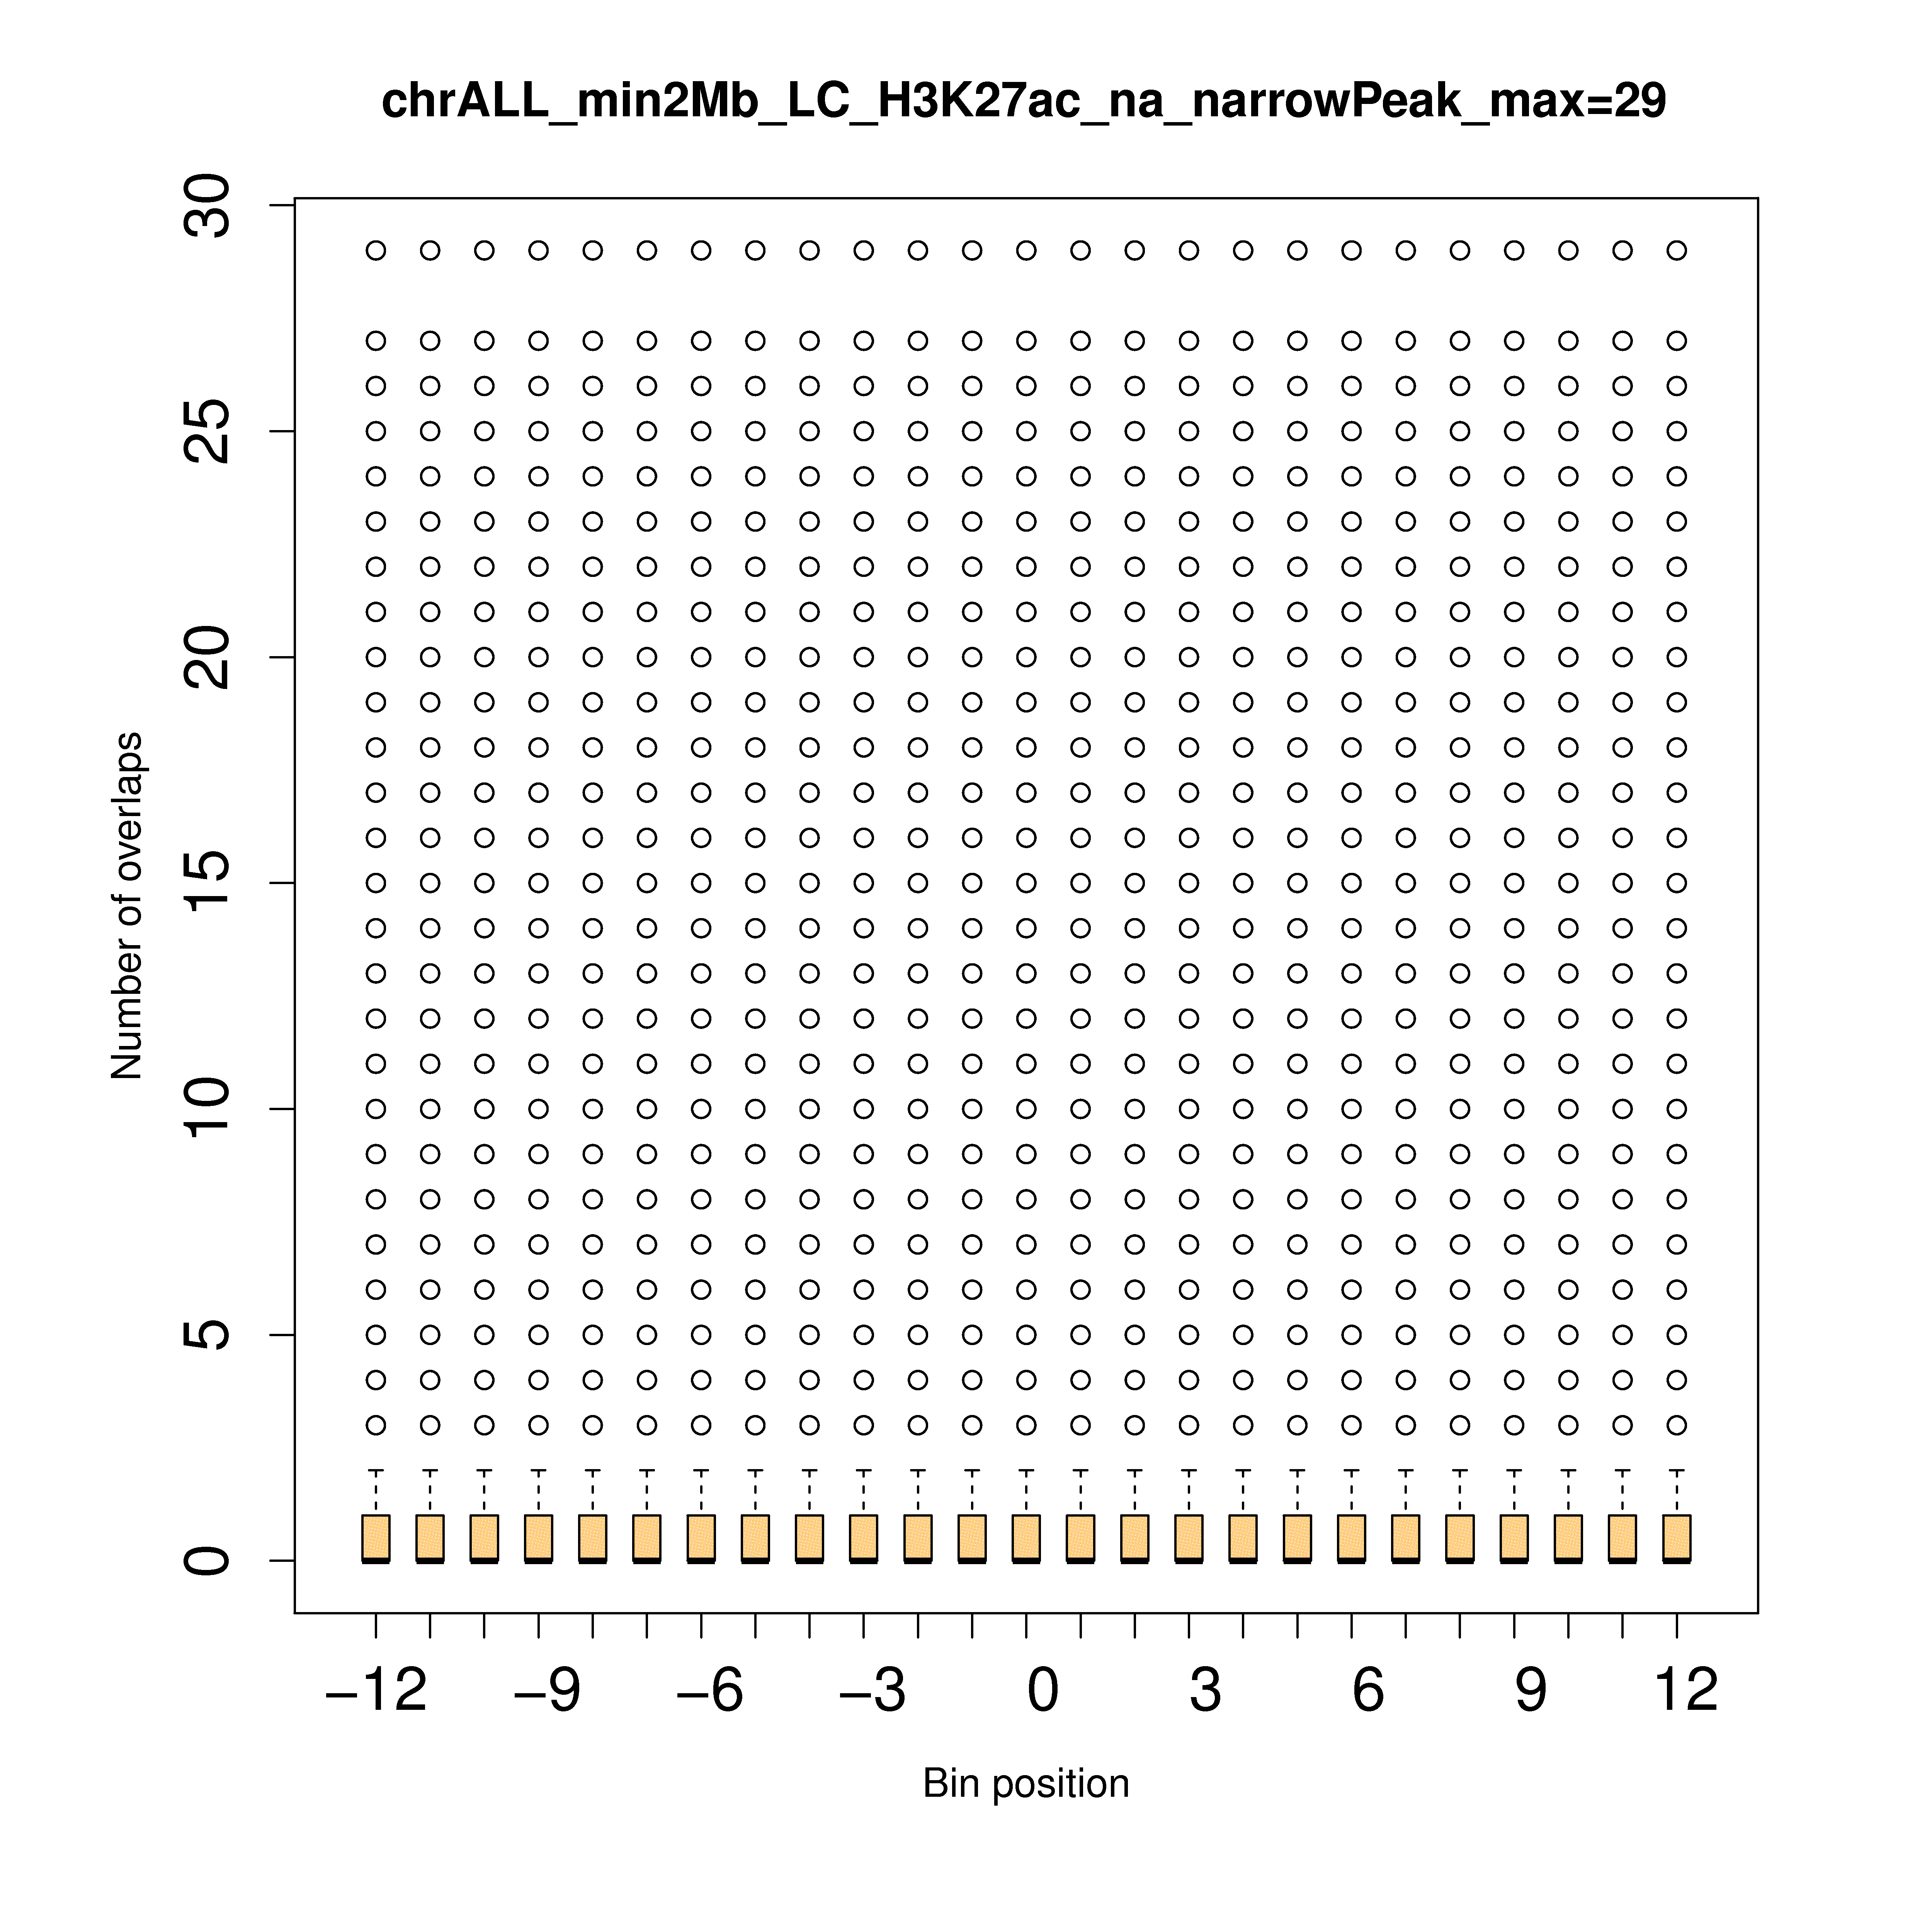 chrALL_min2Mb_LC_H3K27ac_na_narrowPeak_max=29
30
25
20
15
10
5
0
Number of overlaps
−12 −9 −6 −3 0 3 6 9 12
Bin position